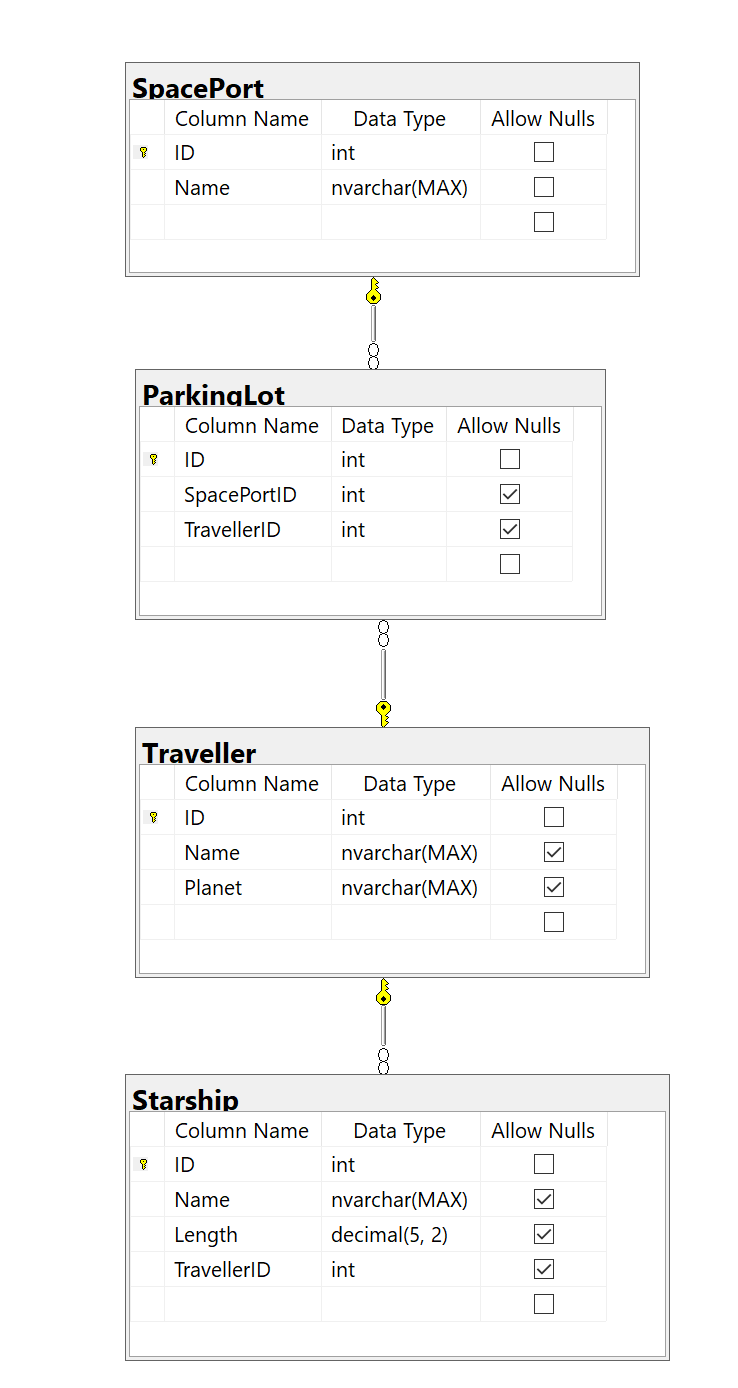 SpacePort
Column Name Data Type Allow Nulls
ID int
Name nvarchar(MAX)
ParkingLot
Column Name Data Type Allow Nulls
ID int
SpacePortID int
TravellerID int
Traveller
Column Name Data Type Allow Nulls
ID int
Name nvarchar(MAX)
Planet nvarchar(MAX)
Starship
Column Name Data Type Allow Nulls
ID int
Name nvarchar(MAX)
Length decimal(5, 2)
TravellerID int